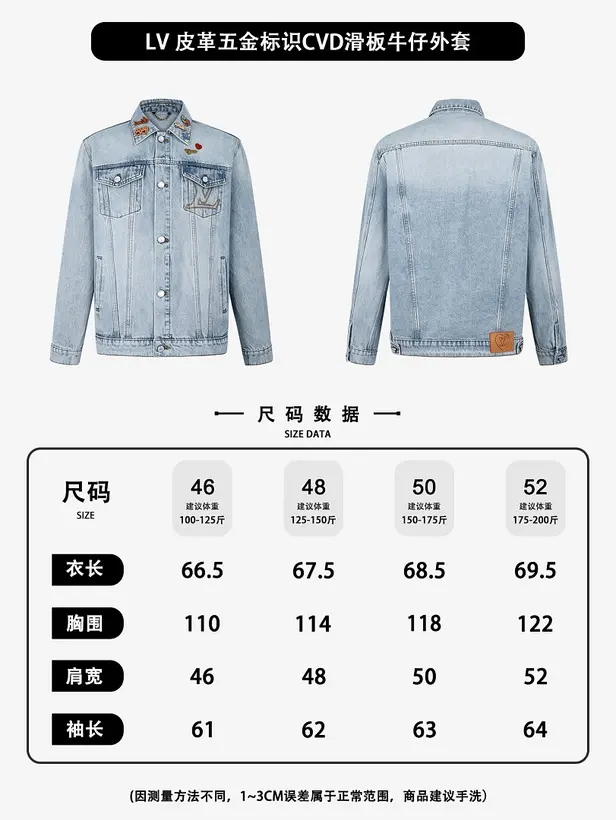 LV 皮革五金标识CVD滑板牛仔外套
尺码数据
SIZE DATA
尺码 46 48 50 52
SIZE 建议体重 建议体重 建议体重 建议体重
100-125斤 125-150斤 150-175斤 175-200斤
衣长 66.5 67.5 68.5 69.5
胸围 110 114 118 122
肩宽 46 48 50 52
袖长 61 62 63 64
(因测量方法不同，1~3CM误差属于正常范围，商品建议手洗)